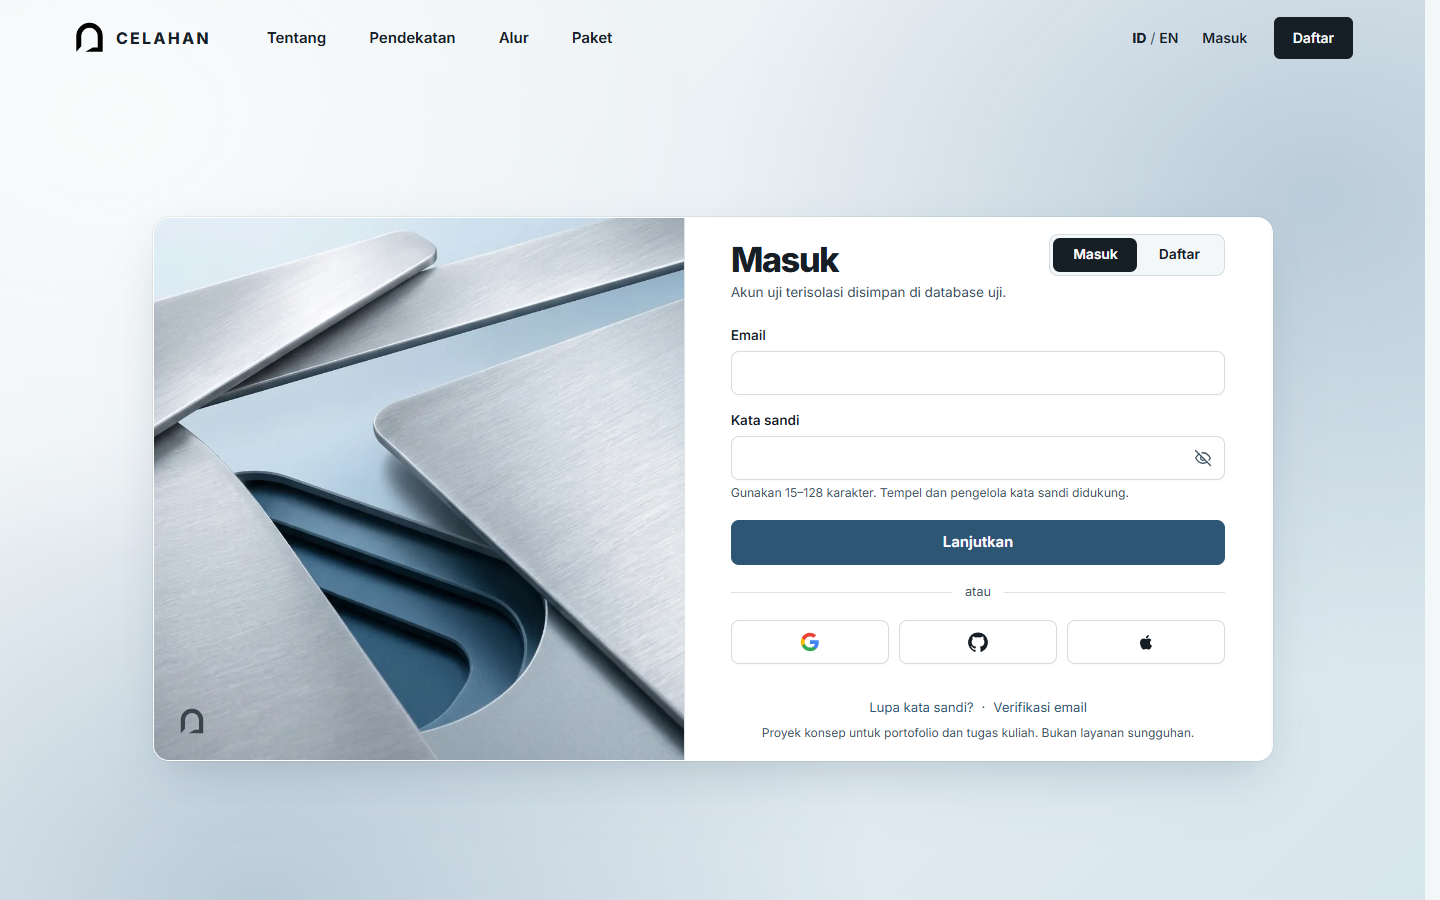 CELAHAN
Tentang
Pendekatan
Alur
Paket
ID / EN
Masuk
Daftar
Masuk
Masuk
Daftar
Akun uji terisolasi disimpan di database uji.
Email
Kata sandi
Gunakan 15–128 karakter. Tempel dan pengelola kata sandi didukung.
Lanjutkan
atau
Lupa kata sandi? · Verifikasi email
Proyek konsep untuk portofolio dan tugas kuliah. Bukan layanan sungguhan.